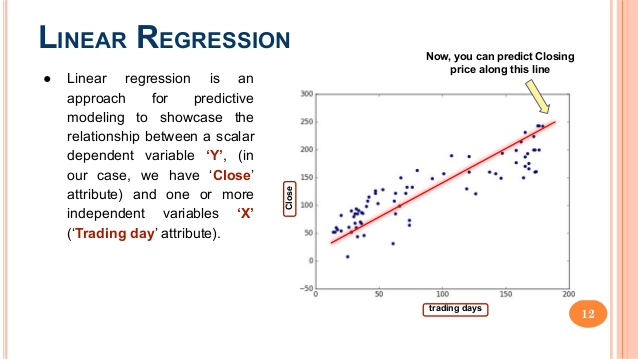 LINEAR REGRESSION
● Linear regression is an
approach for predictive
modeling to showcase the
relationship between a scalar
dependent variable ‘Y’, (in
our case, we have ‘Close’
attribute) and one or more
independent variables ‘X’
(‘Trading day’ attribute).
Now, you can predict Closing
price along this line
300
250
200
150
100
50
0
−50
Close
0 50 100 150 200
trading days
12